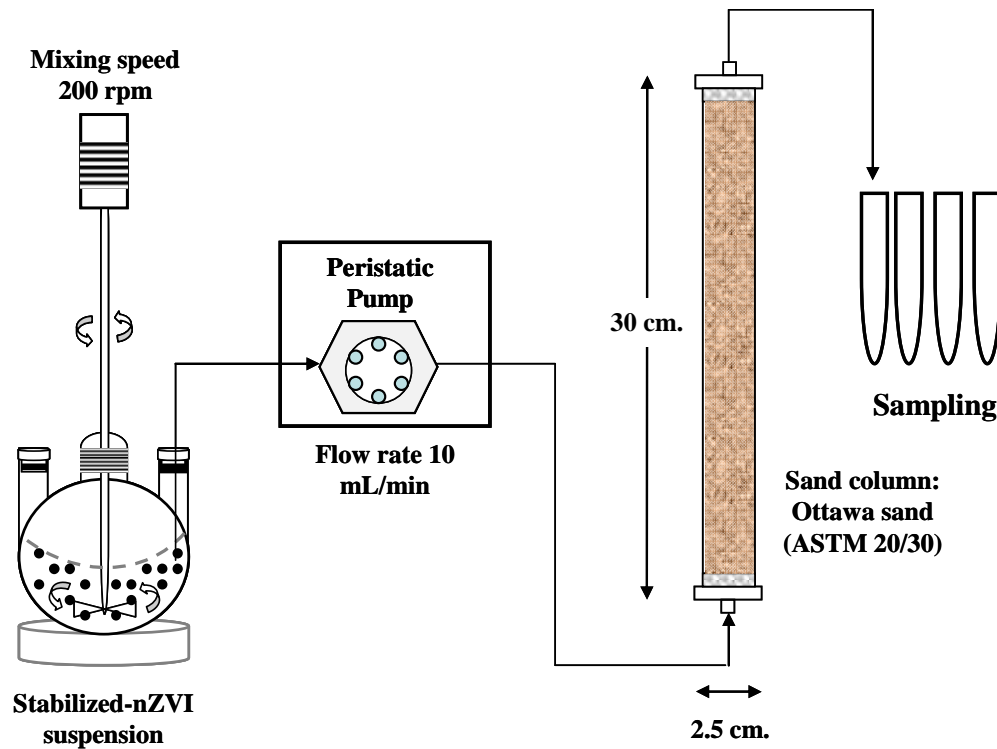 Mixing speed
200 rpm
Peristatic
Pump
Flow rate 10
mL/min
Stabilized-nZVI
suspension
30 cm.
2.5 cm.
Sampling
Sand column:
Ottawa sand
(ASTM 20/30)